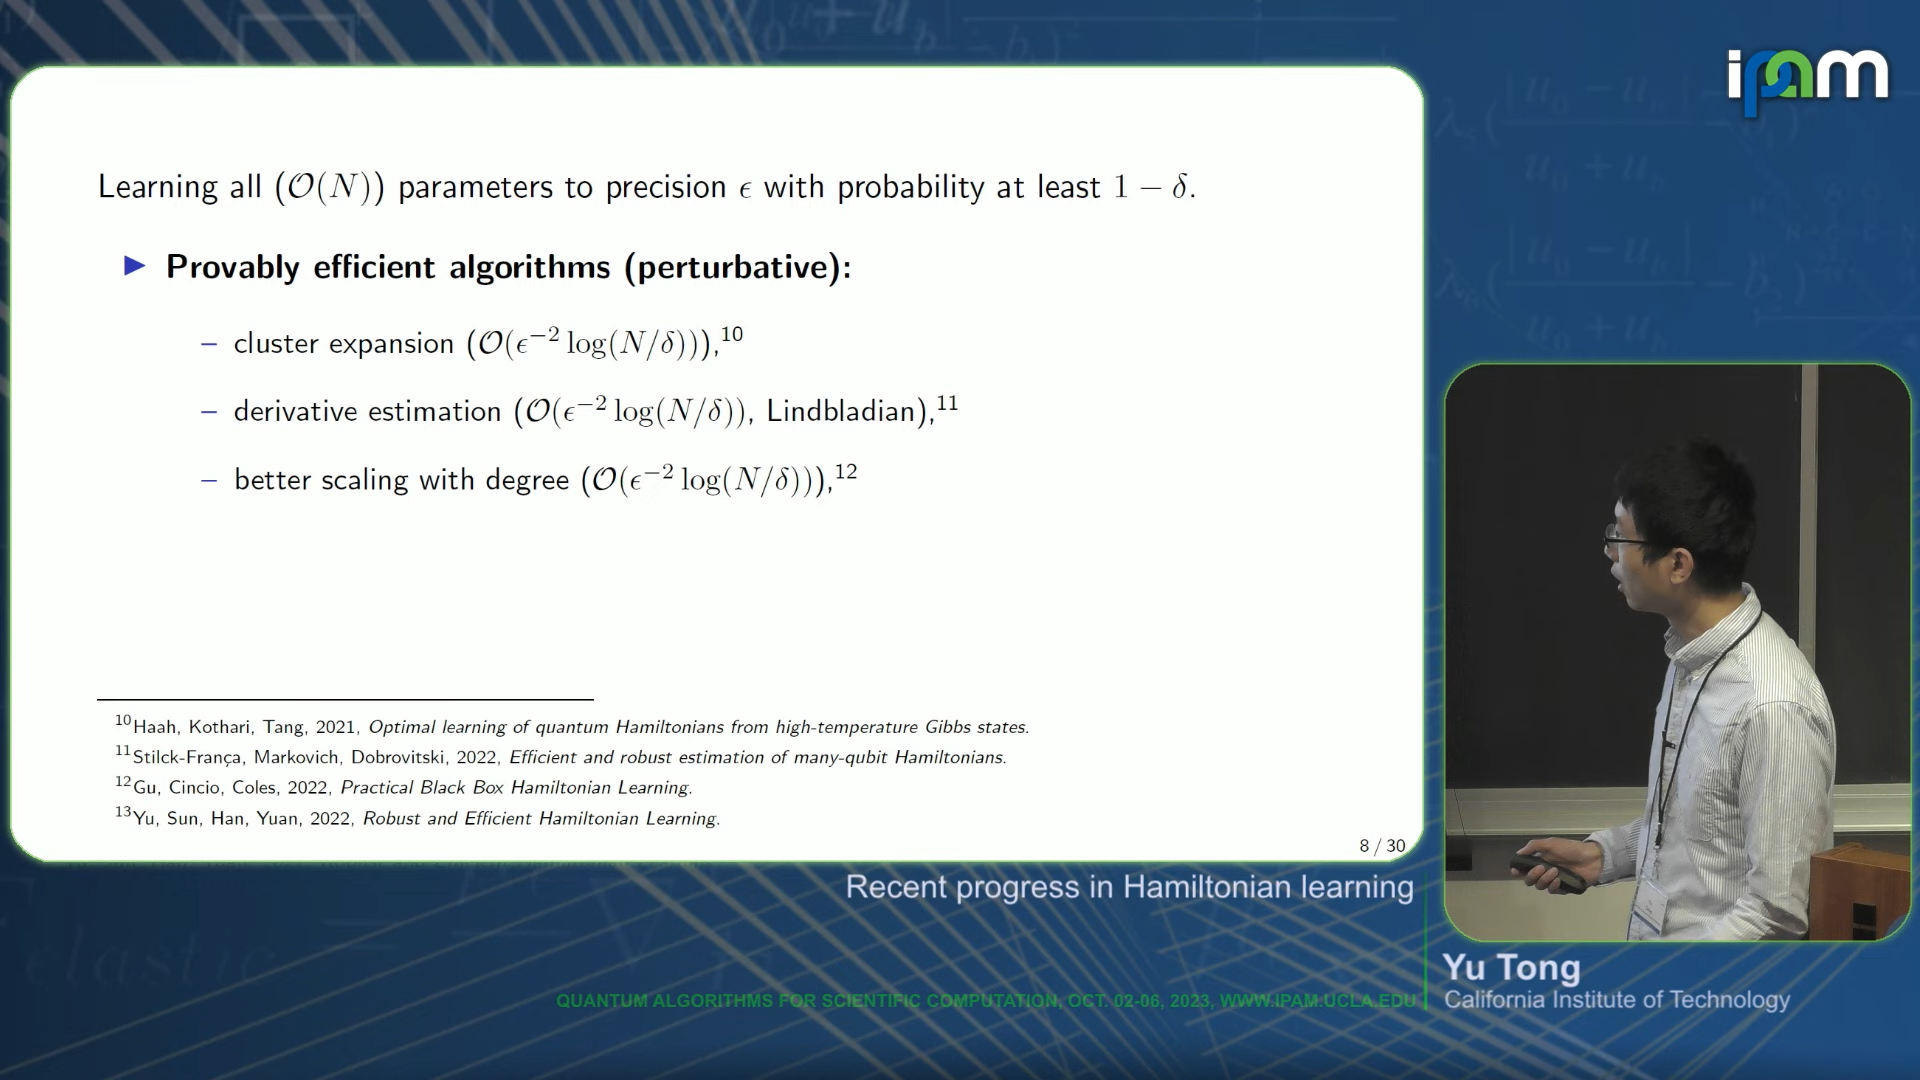 ipam
Learning all (𝒪(N)) parameters to precision ϵ with probability at least 1 − δ.
▶ Provably efficient algorithms (perturbative):
– cluster expansion (𝒪(ϵ⁻² log(N/δ))),¹⁰
– derivative estimation (𝒪(ϵ⁻² log(N/δ)), Lindbladian),¹¹
– better scaling with degree (𝒪(ϵ⁻² log(N/δ))),¹²
¹⁰Haah, Kothari, Tang, 2021, Optimal learning of quantum Hamiltonians from high-temperature Gibbs states.
¹¹Stilck-França, Markovich, Dobrovitski, 2022, Efficient and robust estimation of many-qubit Hamiltonians.
¹²Gu, Cincio, Coles, 2022, Practical Black Box Hamiltonian Learning.
¹³Yu, Sun, Han, Yuan, 2022, Robust and Efficient Hamiltonian Learning.
8 / 30
Recent progress in Hamiltonian learning
Yu Tong
California Institute of Technology
QUANTUM ALGORITHMS FOR SCIENTIFIC COMPUTATION, OCT. 02-06, 2023, WWW.IPAM.UCLA.EDU